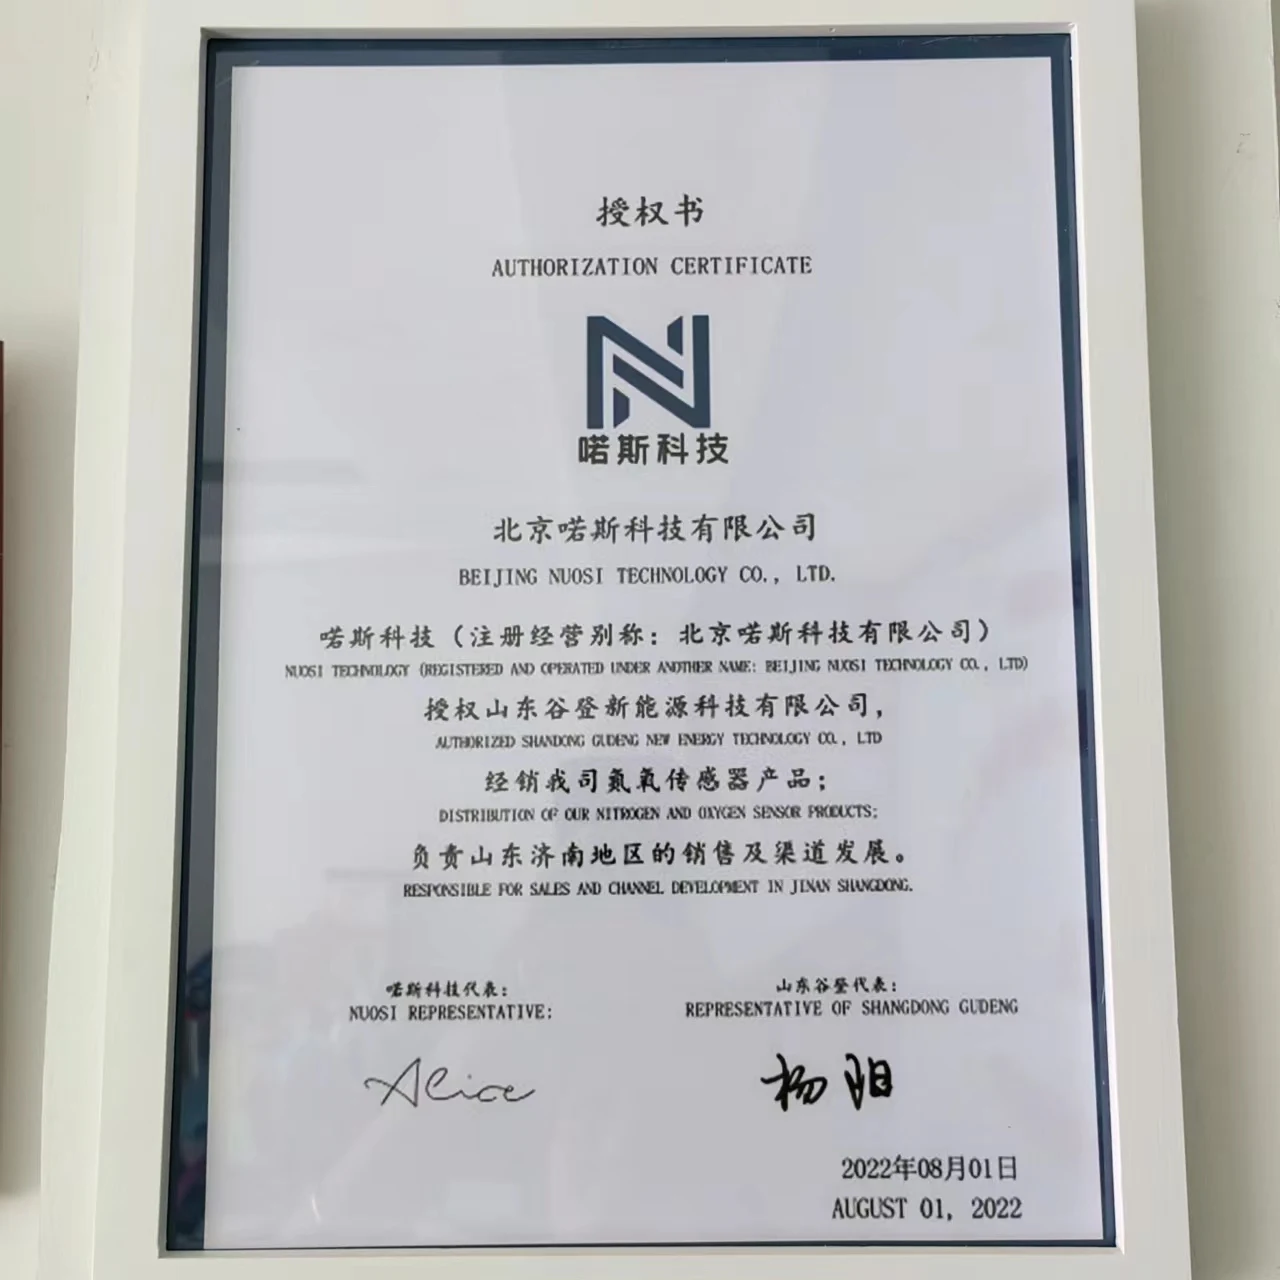 授权书
AUTHORIZATION CERTIFICATE
喏斯科技
北京喏斯科技有限公司
BEIJING NUOSI TECHNOLOGY CO., LTD.
喏斯科技（注册经营别称：北京喏斯科技有限公司）
NUOSI TECHNOLOGY (REGISTERED AND OPERATED UNDER ANOTHER NAME: BEIJING NUOSI TECHNOLOGY CO., LTD)
授权山东谷登新能源科技有限公司，
AUTHORIZED SHANDONG GUDENG NEW ENERGY TECHNOLOGY CO., LTD
经销我司氮氧传感器产品；
DISTRIBUTION OF OUR NITROGEN AND OXYGEN SENSOR PRODUCTS;
负责山东济南地区的销售及渠道发展。
RESPONSIBLE FOR SALES AND CHANNEL DEVELOPMENT IN JINAN SHANGDONG.
喏斯科技代表：
NUOSI REPRESENTATIVE:
Alice
山东谷登代表：
REPRESENTATIVE OF SHANGDONG GUDENG
杨阳
2022年08月01日
AUGUST 01, 2022